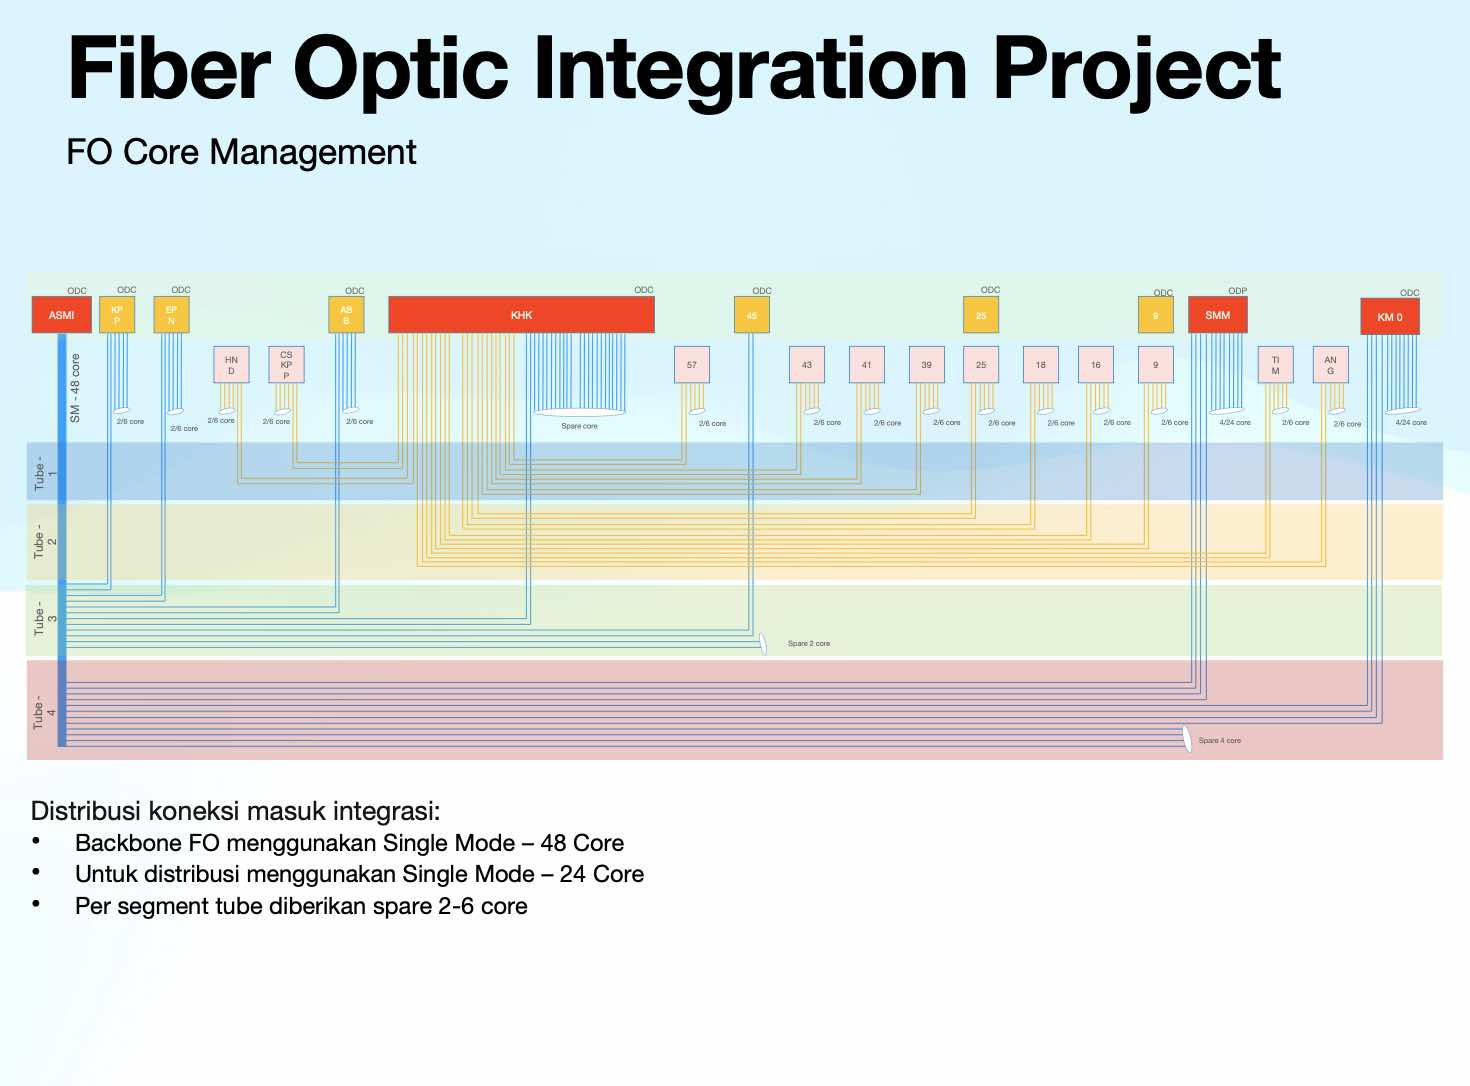 Fiber Optic Integration Project
FO Core Management
ODC
ODC
ODC
ODC
ODC
ODC
ODC
ODC
ODP
ODC
ASMI
KP
P
EP
N
AB
B
KHK
45
25
9
SMM
KM 0
HN
D
CS
KP
P
57
43
41
39
25
18
16
9
TI
M
AN
G
SM - 48 core
2/6 core
2/6 core
2/6 core
2/6 core
2/6 core
Spare core
2/6 core
2/6 core
2/6 core
2/6 core
2/6 core
2/6 core
2/6 core
2/6 core
4/24 core
2/6 core
2/6 core
4/24 core
Tube -
1
Tube -
2
Tube -
3
Spare 2 core
Tube -
4
Spare 4 core
Distribusi koneksi masuk integrasi:
• Backbone FO menggunakan Single Mode – 48 Core
• Untuk distribusi menggunakan Single Mode – 24 Core
• Per segment tube diberikan spare 2-6 core